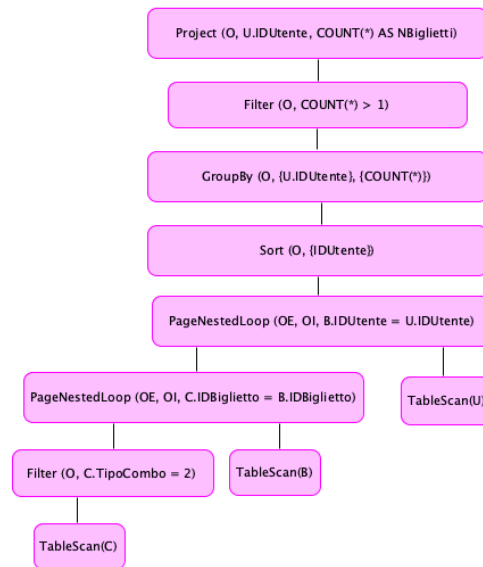 Project (O, U.IDUtente, COUNT(*) AS NBiglietti)
Filter (O, COUNT(*) > 1)
GroupBy (O, {U.IDUtente}, {COUNT(*)})
Sort (O, {IDUtente})
PageNestedLoop (OE, OI, B.IDUtente = U.IDUtente)
PageNestedLoop (OE, OI, C.IDBiglietto = B.IDBiglietto)
TableScan(U)
Filter (O, C.TipoCombo = 2)
TableScan(B)
TableScan(C)